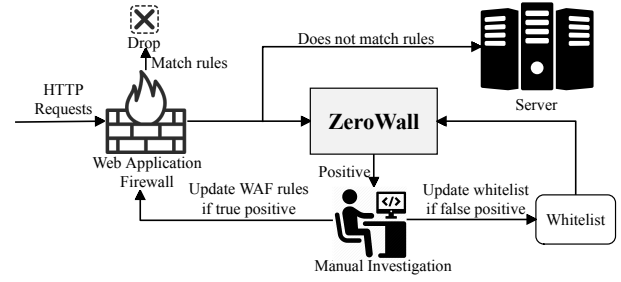 Drop
Match rules
Does not match rules
HTTP
Requests
Server
ZeroWall
Web Application
Firewall
Positive
Update WAF rules
if true positive
</>
Update whitelist
if false positive
Whitelist
Manual Investigation